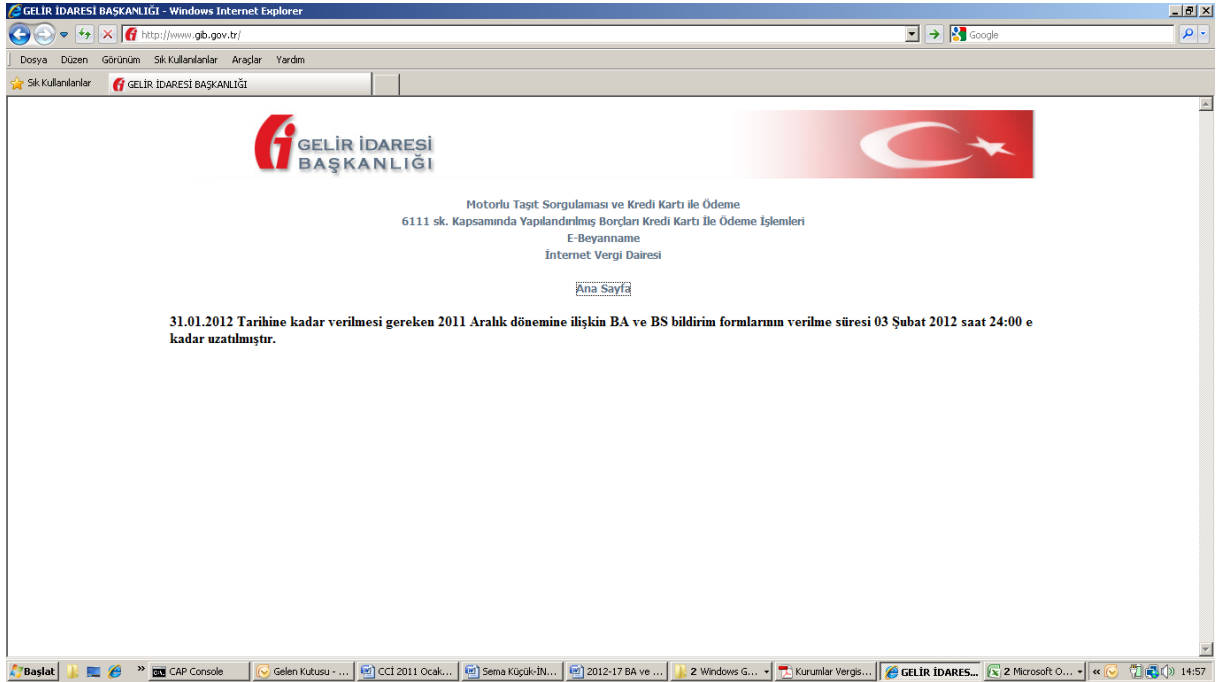 GELİR İDARESİ BAŞKANLIĞI - Windows Internet Explorer
http://www.gib.gov.tr/
Google
Dosya Düzen Görünüm Sık Kullanılanlar Araçlar Yardım
Sık Kullanılanlar GELİR İDARESİ BAŞKANLIĞI
GELİR İDARESİ
BAŞKANLIĞI
Motorlu Taşıt Sorgulaması ve Kredi Kartı ile Ödeme
6111 sk. Kapsamında Yapılandırılmış Borçları Kredi Kartı İle Ödeme İşlemleri
E-Beyanname
İnternet Vergi Dairesi
Ana Sayfa
31.01.2012 Tarihine kadar verilmesi gereken 2011 Aralık dönemine ilişkin BA ve BS bildirim formlarının verilme süresi 03 Şubat 2012 saat 24:00 e
kadar uzatılmıştır.
Başlat » CAP Console Gelen Kutusu - ... CCİ 2011 Ocak... Sema Küçük-İN... 2012-17 BA ve ... 2 Windows G... Kurumlar Vergis... GELİR İDARES... 2 Microsoft O... « 14:57